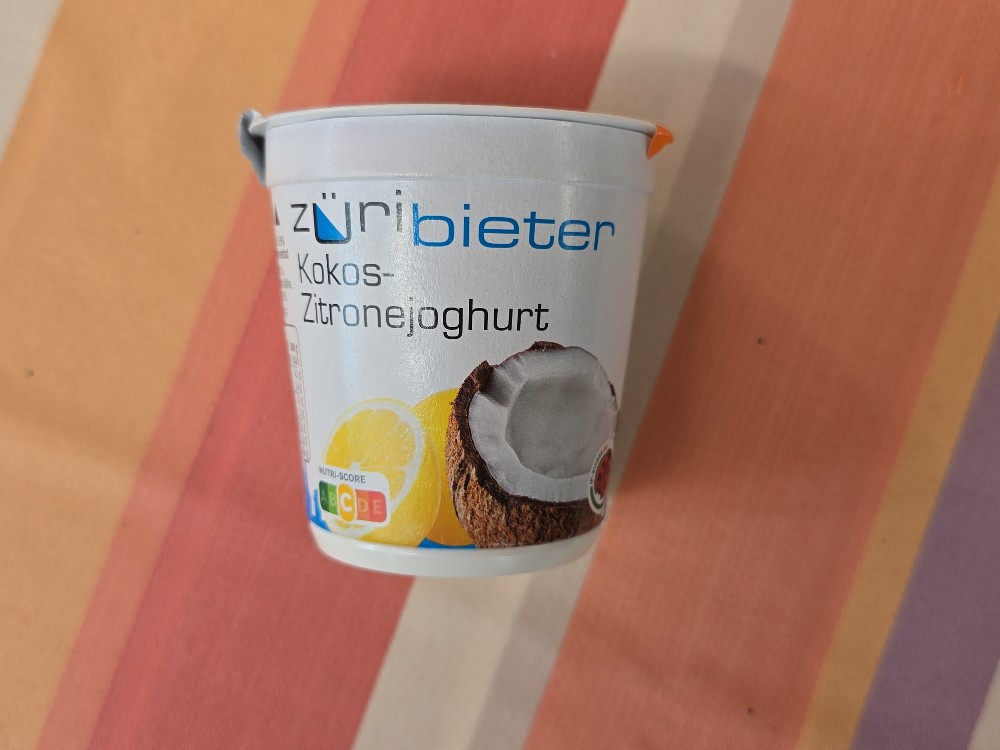 züribieter
Kokos-
Zitronejoghurt
NUTRI-SCORE
A B C D E